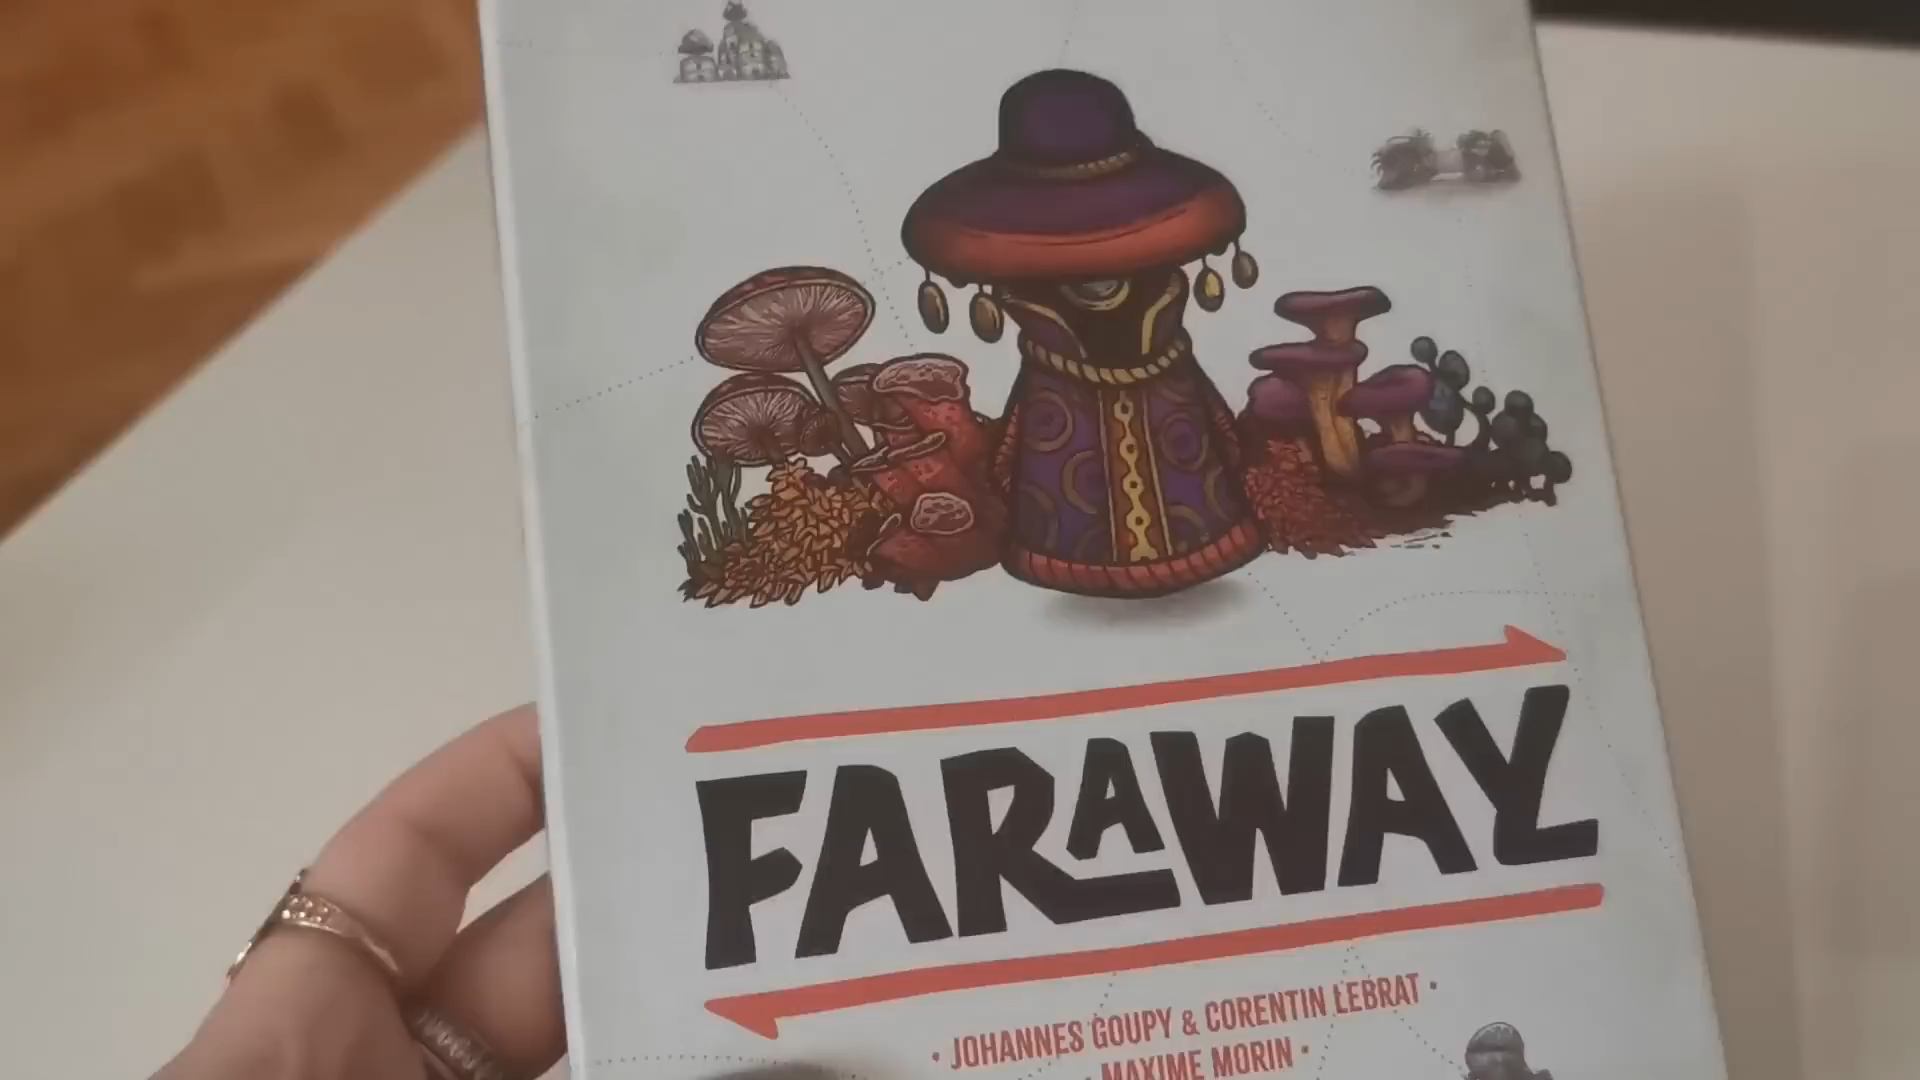 FARAWAY
• JOHANNES GOUPY & CORENTIN LEBRAT •
• MAXIME MORIN •